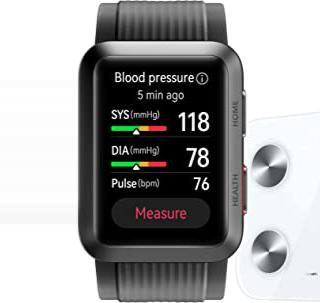 Blood pressure ⓘ
5 min ago
SYS (mmHg) 118
DIA (mmHg) 78
Pulse (bpm) 76
Measure
HOME
HEALTH